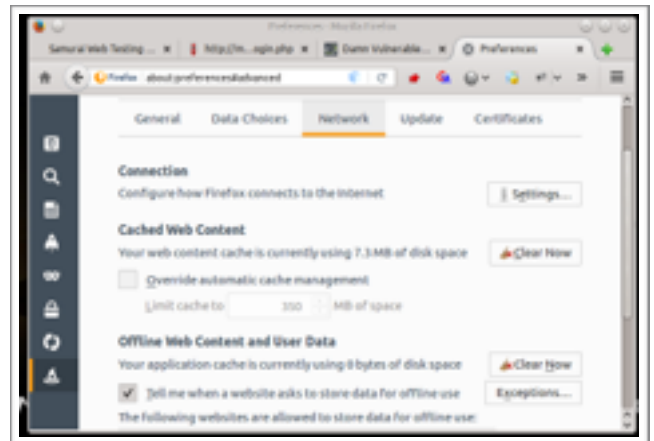 Preferences - Mozilla Firefox
Samurai Web Testing ... http://m...ogin.php Damn Vulnerable... Preferences
Firefox about:preferences#advanced
General Data Choices Network Update Certificates
Connection
Configure how Firefox connects to the Internet Settings...
Cached Web Content
Your web content cache is currently using 7.3 MB of disk space Clear Now
Override automatic cache management
Limit cache to 350 MB of space
Offline Web Content and User Data
Your application cache is currently using 0 bytes of disk space Clear Now
Tell me when a website asks to store data for offline use Exceptions...
The following websites are allowed to store data for offline use: